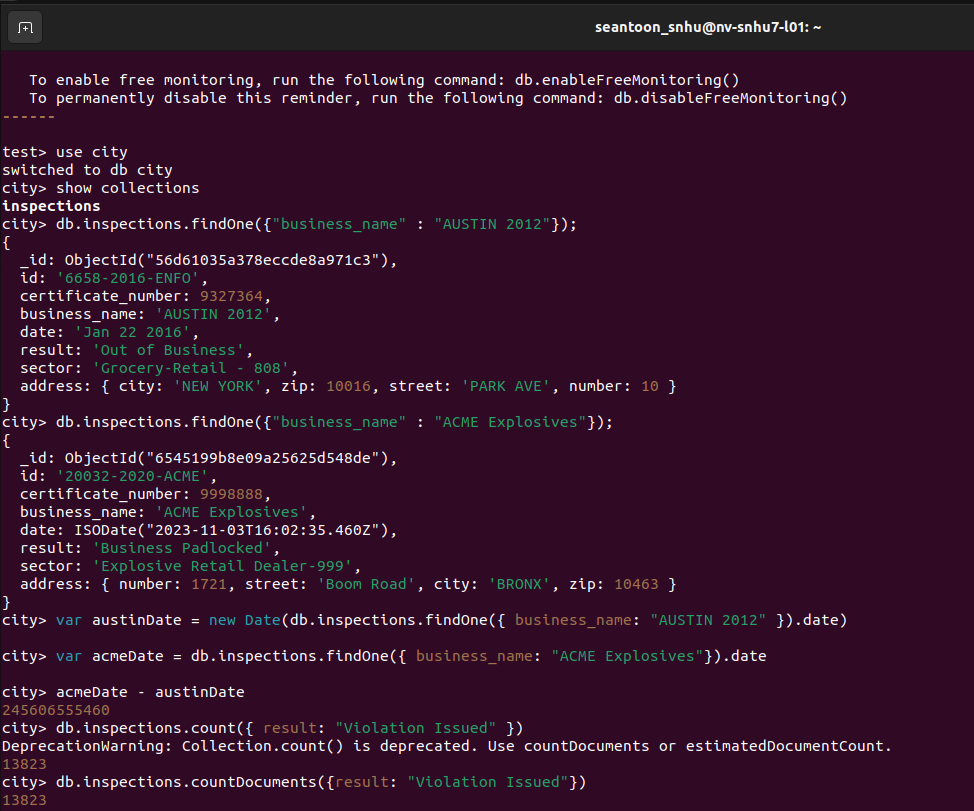 seantoon_snhu@nv-snhu7-l01: ~
To enable free monitoring, run the following command: db.enableFreeMonitoring()
To permanently disable this reminder, run the following command: db.disableFreeMonitoring()
------
test> use city
switched to db city
city> show collections
inspections
city> db.inspections.findOne({"business_name" : "AUSTIN 2012"});
{
  _id: ObjectId("56d61035a378eccde8a971c3"),
  id: '6658-2016-ENFO',
  certificate_number: 9327364,
  business_name: 'AUSTIN 2012',
  date: 'Jan 22 2016',
  result: 'Out of Business',
  sector: 'Grocery-Retail - 808',
  address: { city: 'NEW YORK', zip: 10016, street: 'PARK AVE', number: 10 }
}
city> db.inspections.findOne({"business_name" : "ACME Explosives"});
{
  _id: ObjectId("6545199b8e09a25625d548de"),
  id: '20032-2020-ACME',
  certificate_number: 9998888,
  business_name: 'ACME Explosives',
  date: ISODate("2023-11-03T16:02:35.460Z"),
  result: 'Business Padlocked',
  sector: 'Explosive Retail Dealer-999',
  address: { number: 1721, street: 'Boom Road', city: 'BRONX', zip: 10463 }
}
city> var austinDate = new Date(db.inspections.findOne({ business_name: "AUSTIN 2012" }).date)
city> var acmeDate = db.inspections.findOne({ business_name: "ACME Explosives"}).date
city> acmeDate - austinDate
245606555460
city> db.inspections.count({ result: "Violation Issued" })
DeprecationWarning: Collection.count() is deprecated. Use countDocuments or estimatedDocumentCount.
13823
city> db.inspections.countDocuments({result: "Violation Issued"})
13823